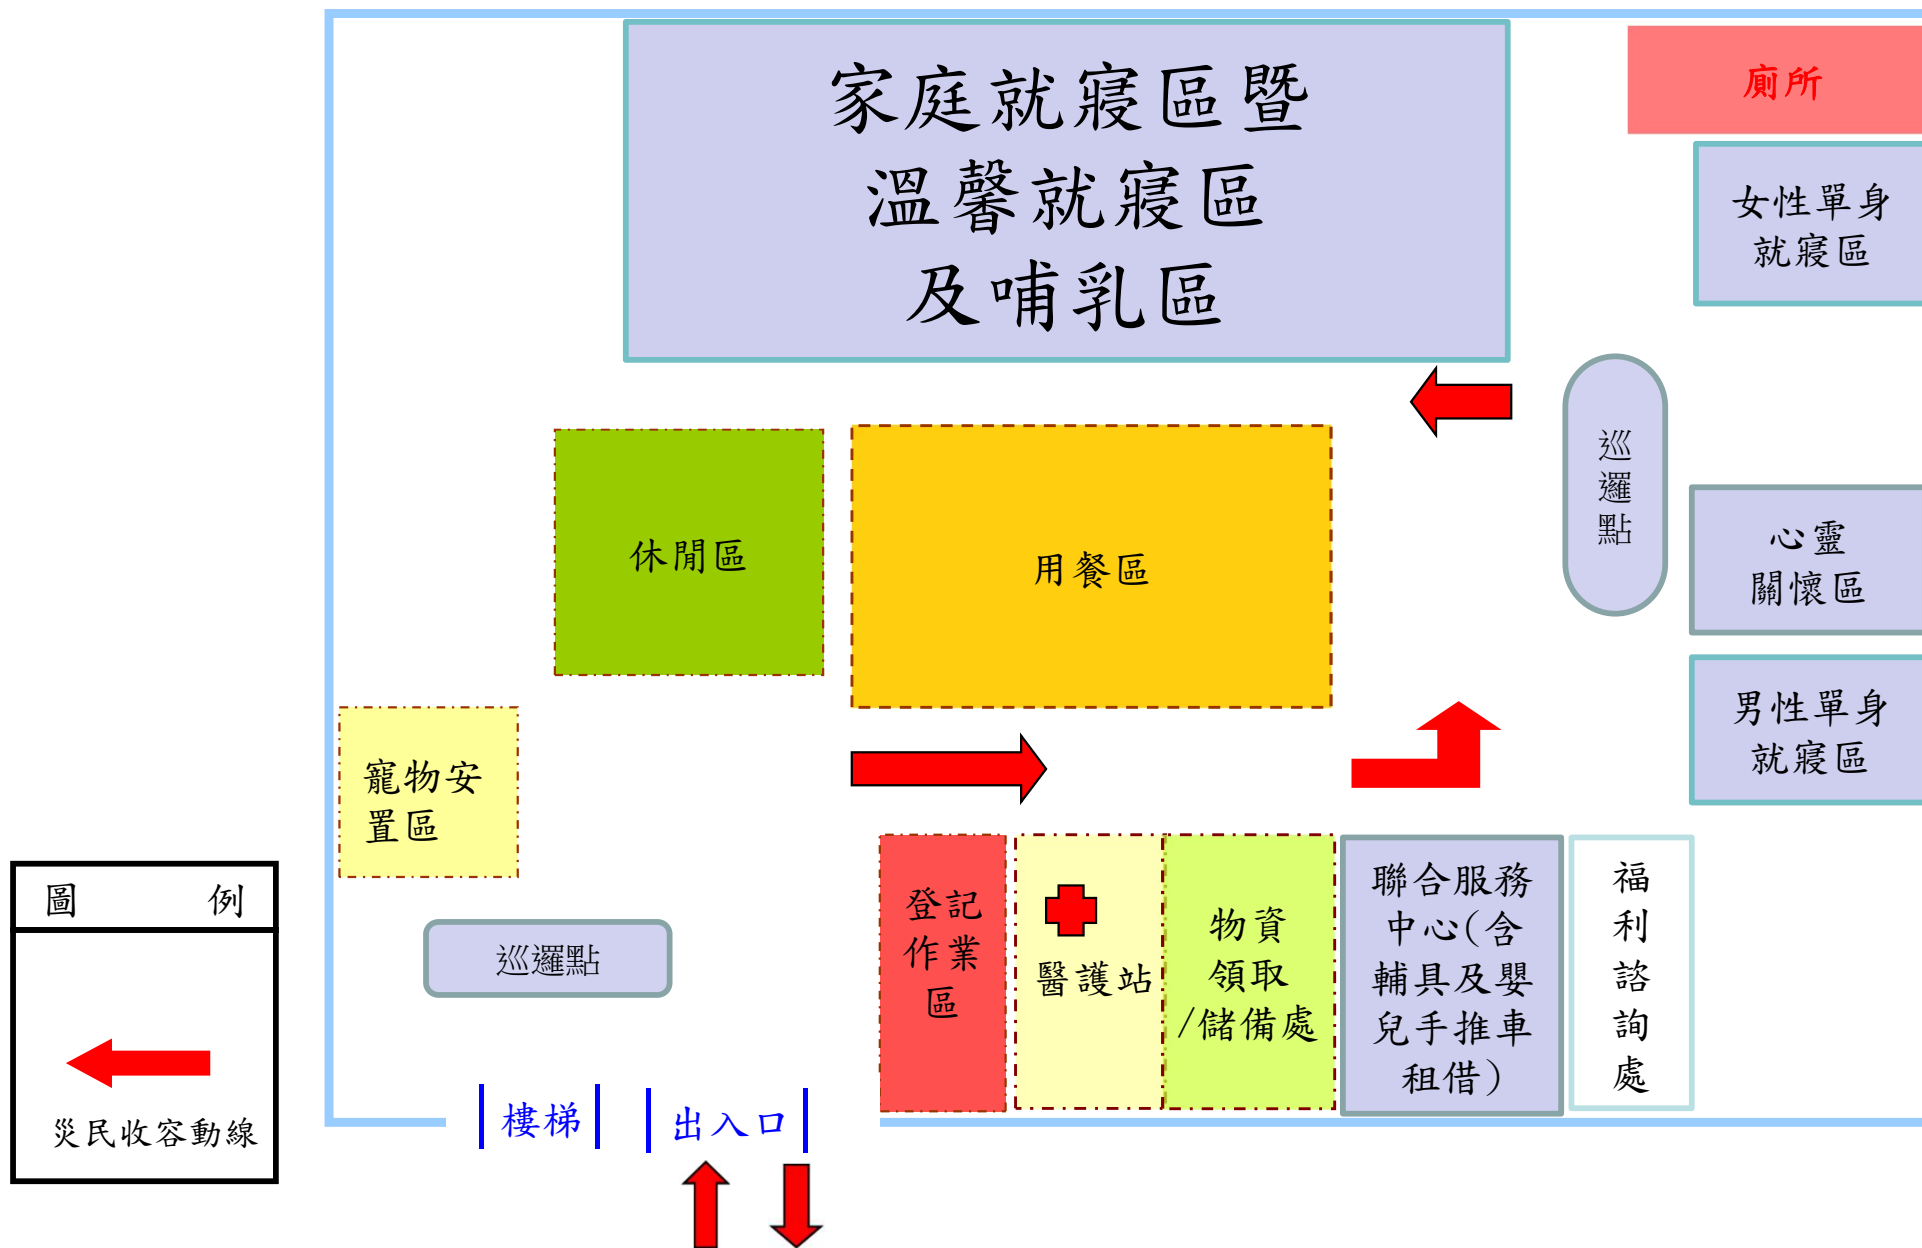 家庭就寢區暨
溫馨就寢區
及哺乳區
廁所
女性單身
就寢區
巡
邏
點
休閒區
用餐區
心靈
關懷區
男性單身
就寢區
寵物安
置區
圖 例
災民收容動線
巡邏點
登記
作業
區
醫護站
物資
領取
/儲備處
聯合服務
中心(含
輔具及嬰
兒手推車
租借)
福
利
諮
詢
處
樓梯
出入口